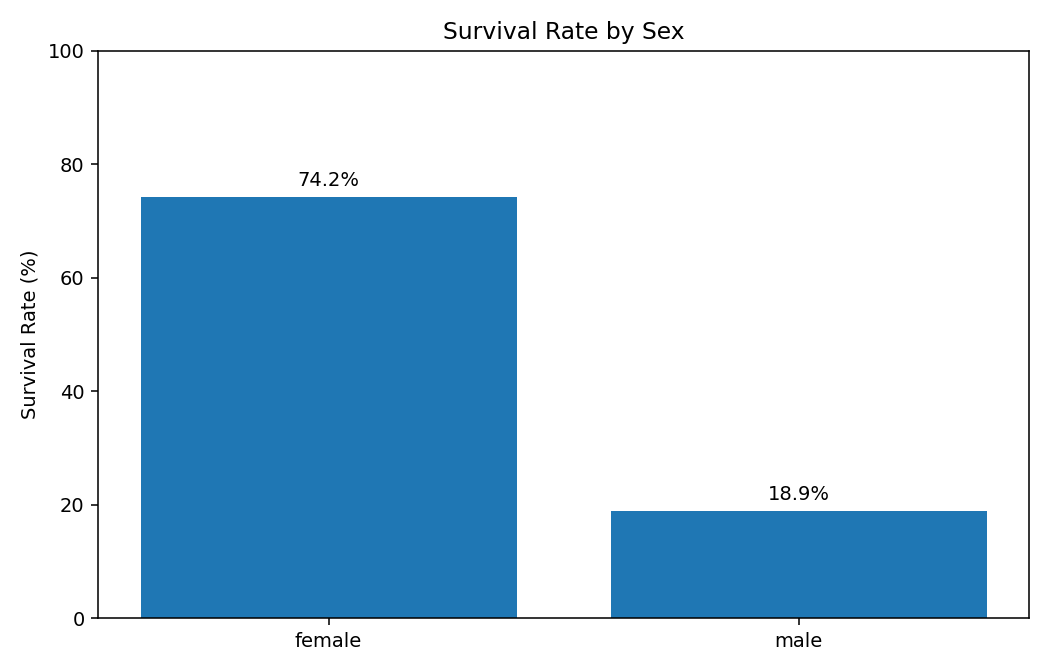 Survival Rate by Sex
Survival Rate (%)
100
80
60
40
20
0
74.2%
18.9%
female
male